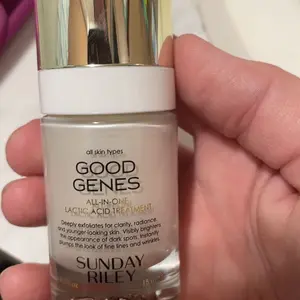 all skin types
GOOD
GENES
ALL-IN-ONE
LACTIC ACID TREATMENT
Deeply exfoliates for clarity, radiance,
and younger-looking skin. Visibly brightens
the appearance of dark spots. Instantly
plumps the look of fine lines and wrinkles.
SUNDAY
RILEY